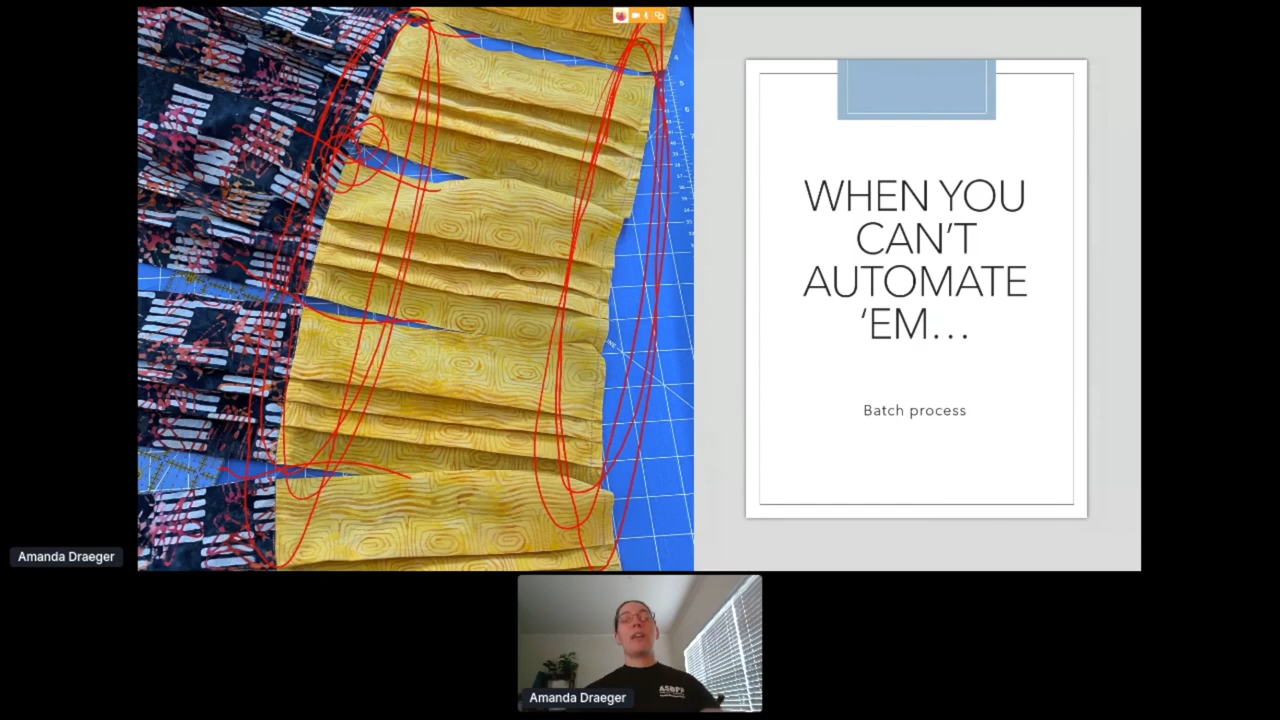 WHEN YOU
CAN'T
AUTOMATE
'EM...
Batch process
Amanda Draeger
Amanda Draeger